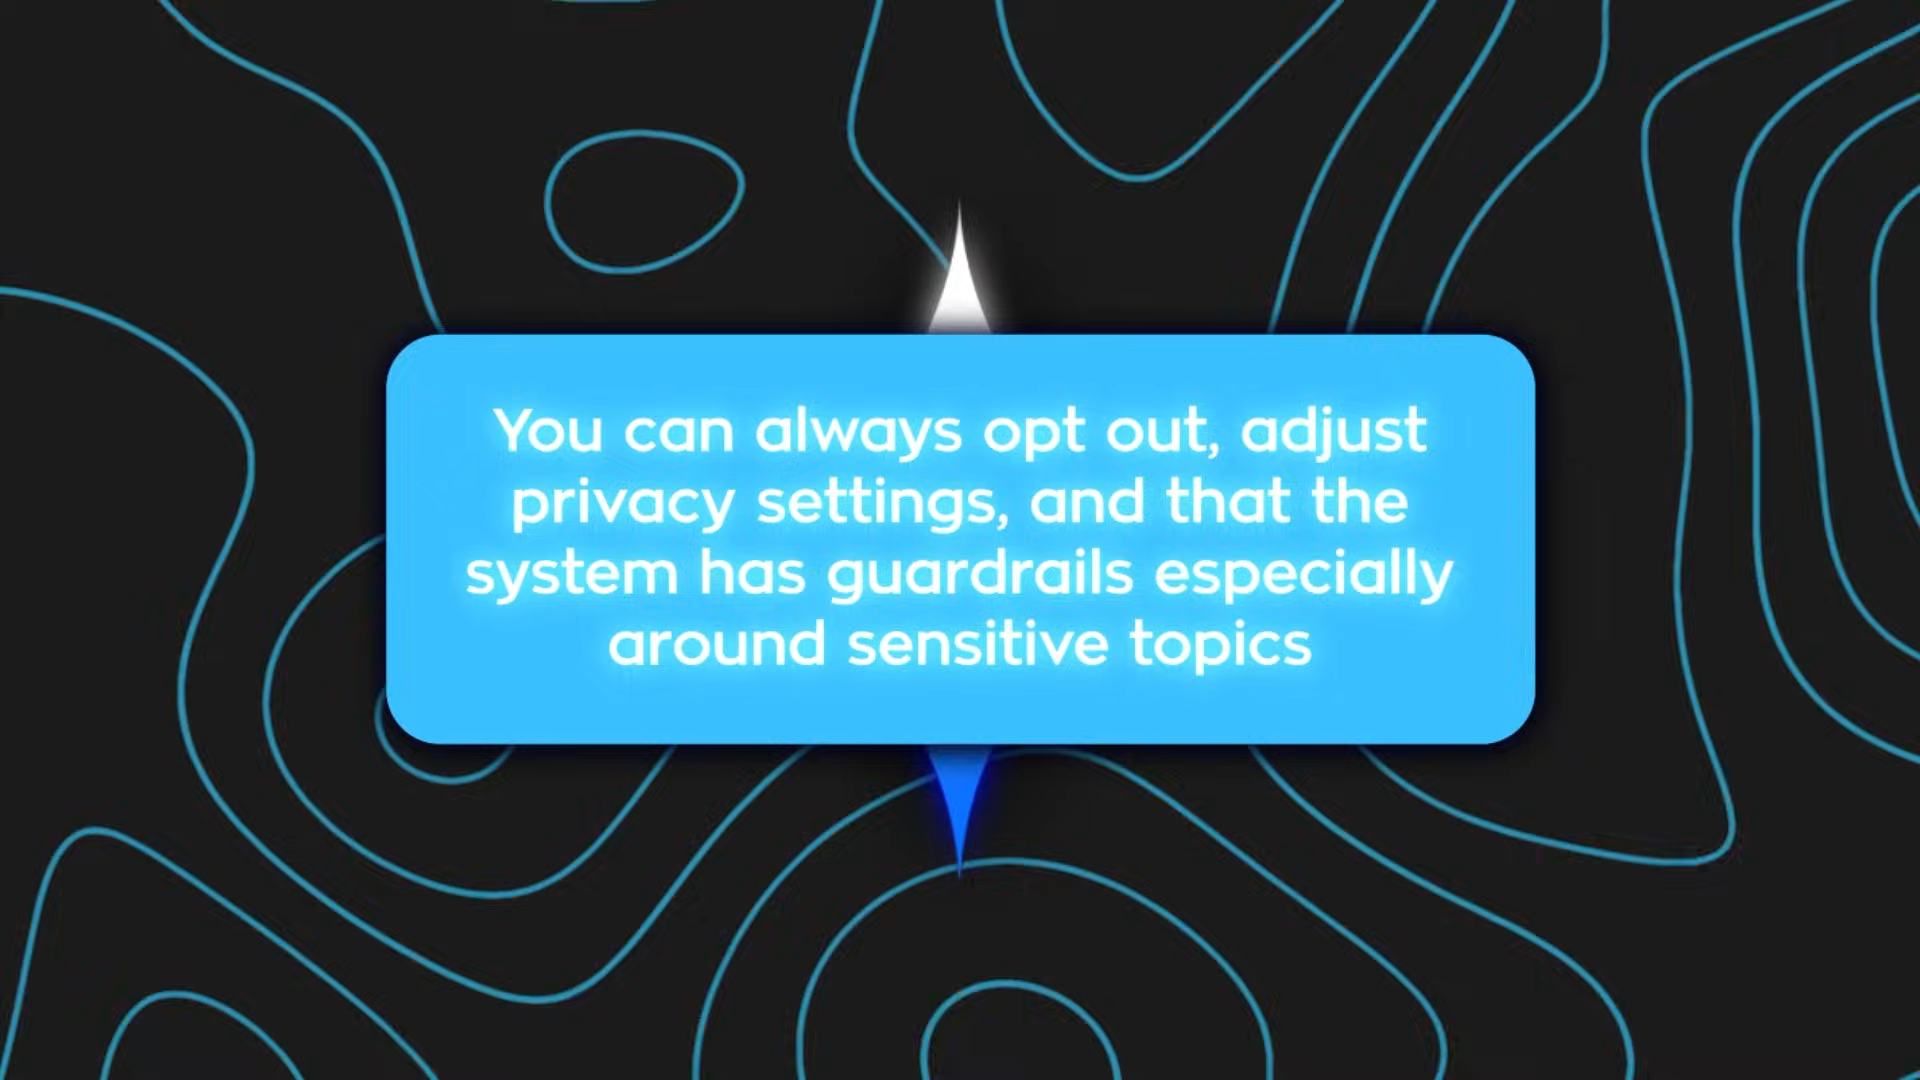 You can always opt out, adjust
privacy settings, and that the
system has guardrails especially
around sensitive topics